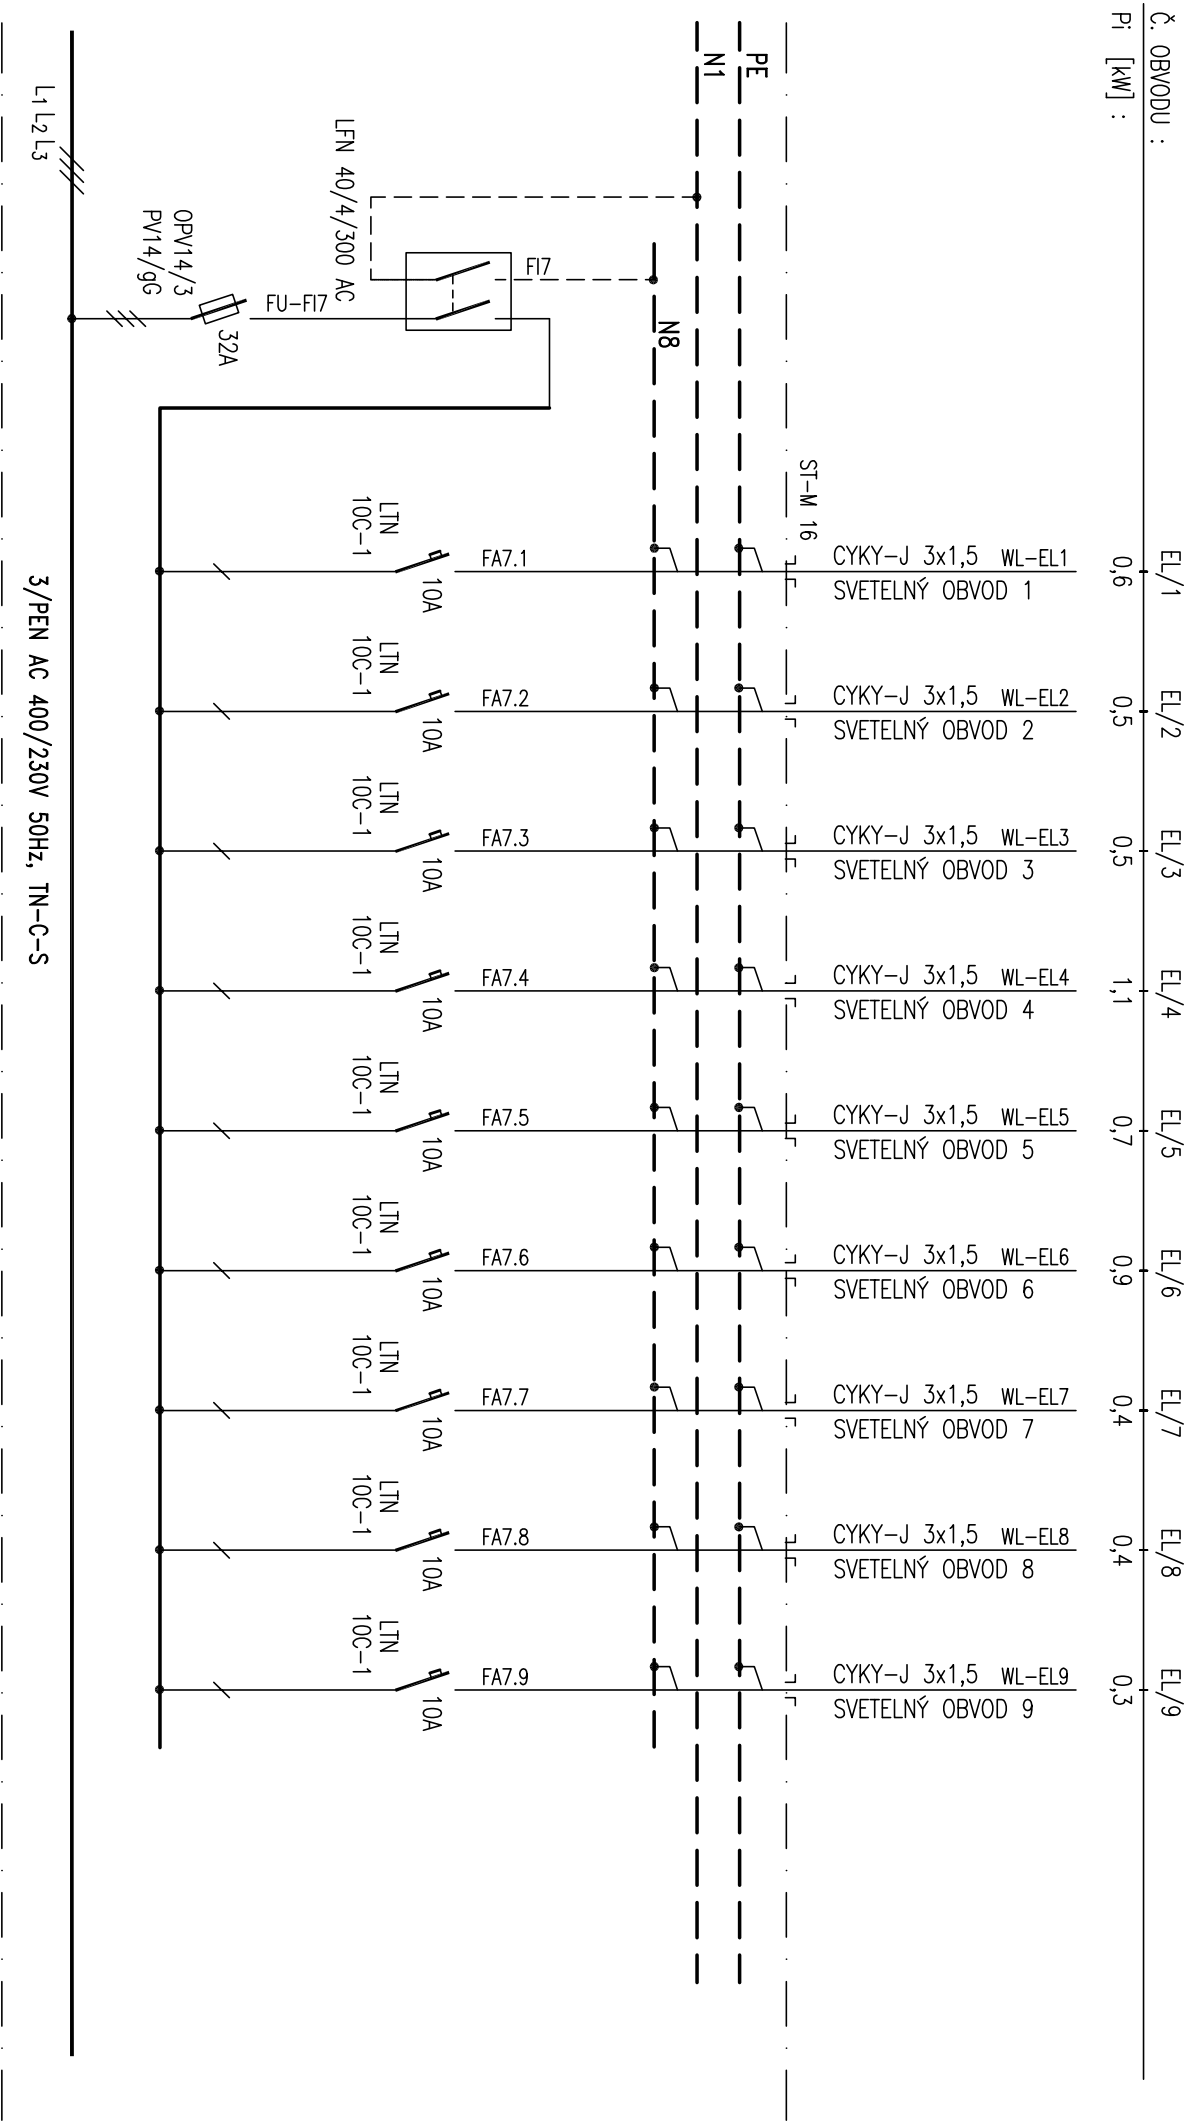 Č. OBVODU :
Pi [kW] :
EL/1
0,6
EL/2
0,5
EL/3
0,5
EL/4
1,1
EL/5
0,7
EL/6
0,9
EL/7
0,4
EL/8
0,4
EL/9
0,3
CYKY-J 3x1,5 WL-EL1
SVETELNÝ OBVOD 1
CYKY-J 3x1,5 WL-EL2
SVETELNÝ OBVOD 2
CYKY-J 3x1,5 WL-EL3
SVETELNÝ OBVOD 3
CYKY-J 3x1,5 WL-EL4
SVETELNÝ OBVOD 4
CYKY-J 3x1,5 WL-EL5
SVETELNÝ OBVOD 5
CYKY-J 3x1,5 WL-EL6
SVETELNÝ OBVOD 6
CYKY-J 3x1,5 WL-EL7
SVETELNÝ OBVOD 7
CYKY-J 3x1,5 WL-EL8
SVETELNÝ OBVOD 8
CYKY-J 3x1,5 WL-EL9
SVETELNÝ OBVOD 9
ST-M 16
PE
N1
N8
FI7
LFN 40/4/300 AC
FU-FI7
32A
OPV14/3
PV14/gG
FA7.1
10A
LTN
10C-1
FA7.2
10A
LTN
10C-1
FA7.3
10A
LTN
10C-1
FA7.4
10A
LTN
10C-1
FA7.5
10A
LTN
10C-1
FA7.6
10A
LTN
10C-1
FA7.7
10A
LTN
10C-1
FA7.8
10A
LTN
10C-1
FA7.9
10A
LTN
10C-1
L1 L2 L3
3/PEN AC 400/230V 50Hz, TN-C-S